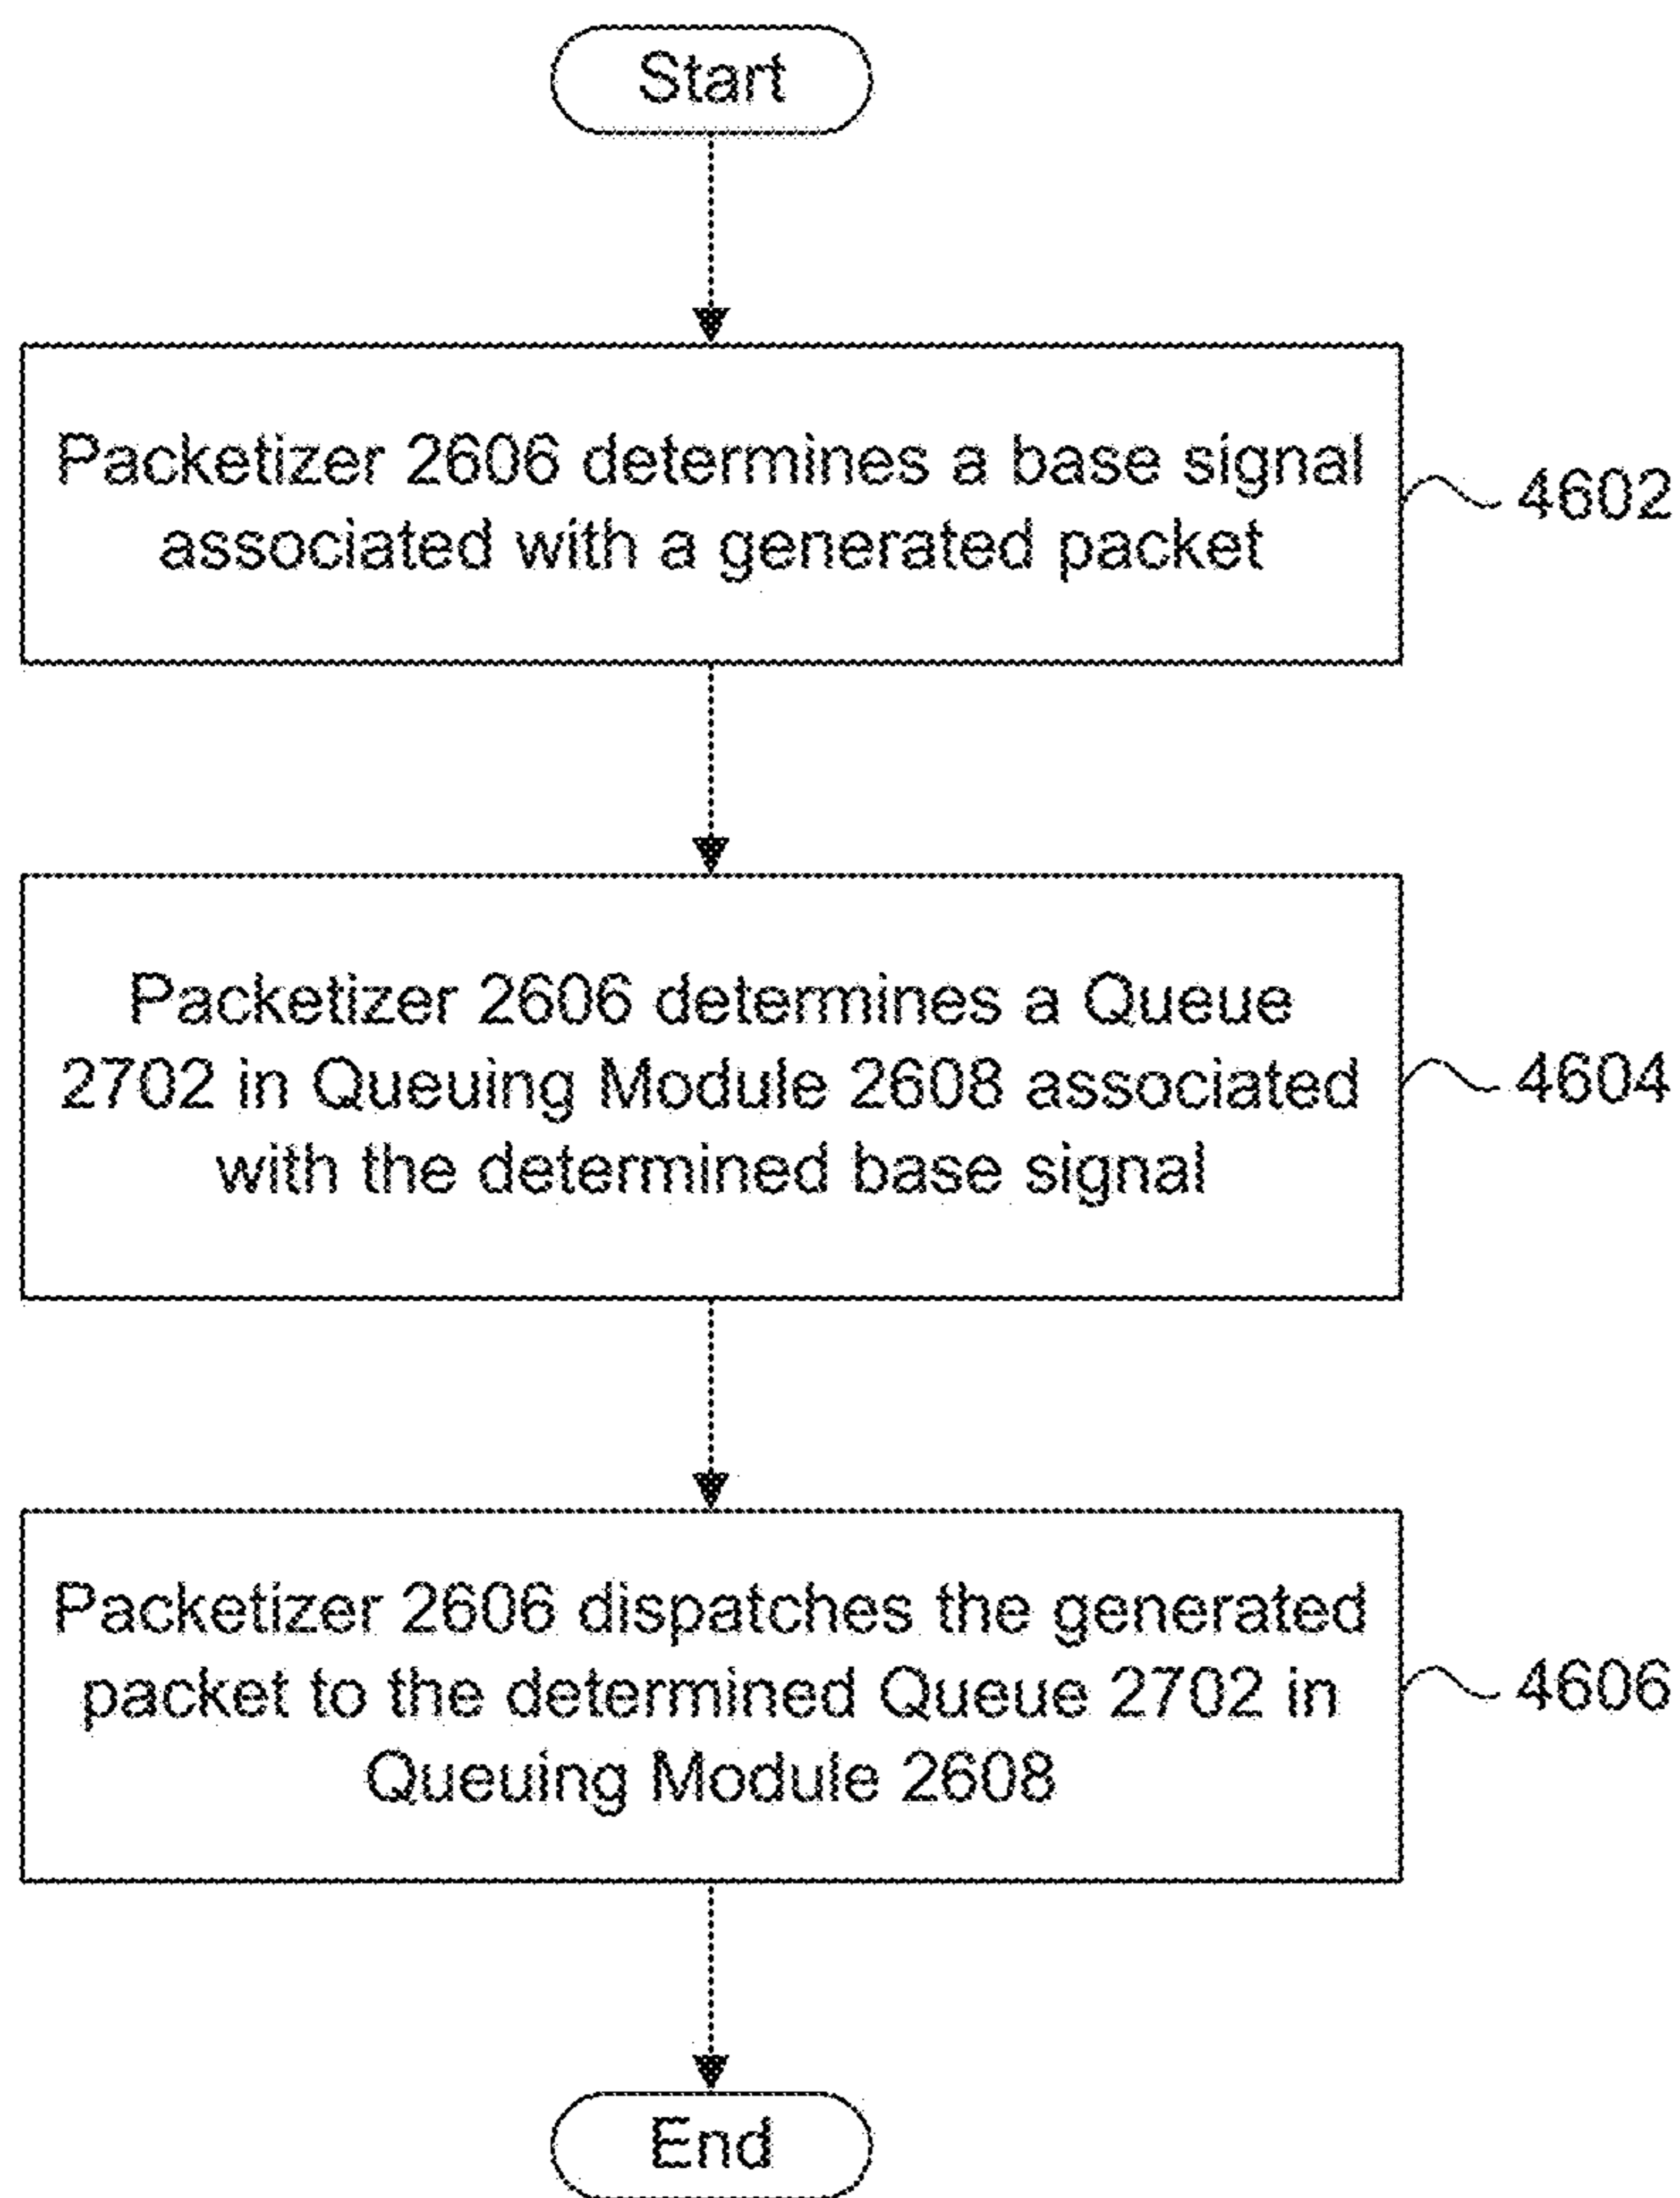 Start
Packetizer 2606 determines a base signal
associated with a generated packet
4602
Packetizer 2606 determines a Queue
2702 in Queuing Module 2608 associated
with the determined base signal
4604
Packetizer 2606 dispatches the generated
packet to the determined Queue 2702 in
Queuing Module 2608
4606
End